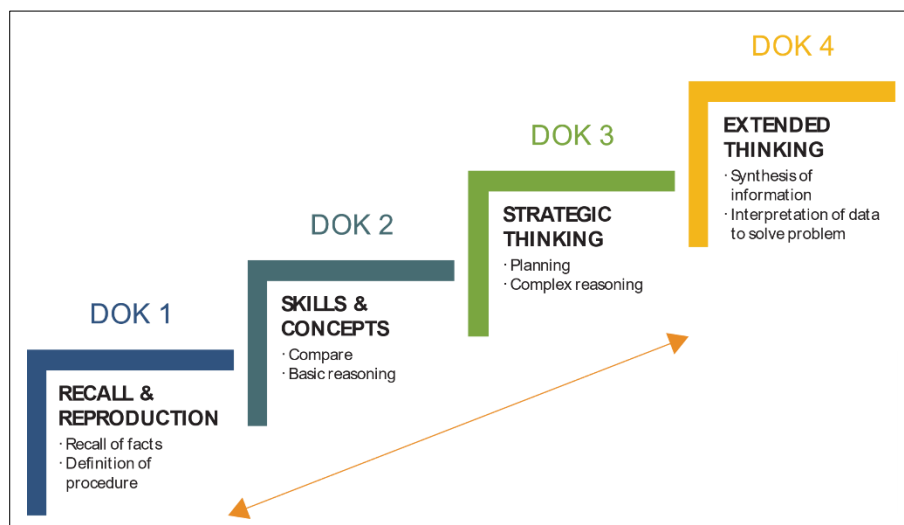 DOK 1
RECALL &
REPRODUCTION
· Recall of facts
· Definition of
procedure
DOK 2
SKILLS &
CONCEPTS
· Compare
· Basic reasoning
DOK 3
STRATEGIC
THINKING
· Planning
· Complex reasoning
DOK 4
EXTENDED
THINKING
· Synthesis of
information
· Interpretation of data
to solve problem